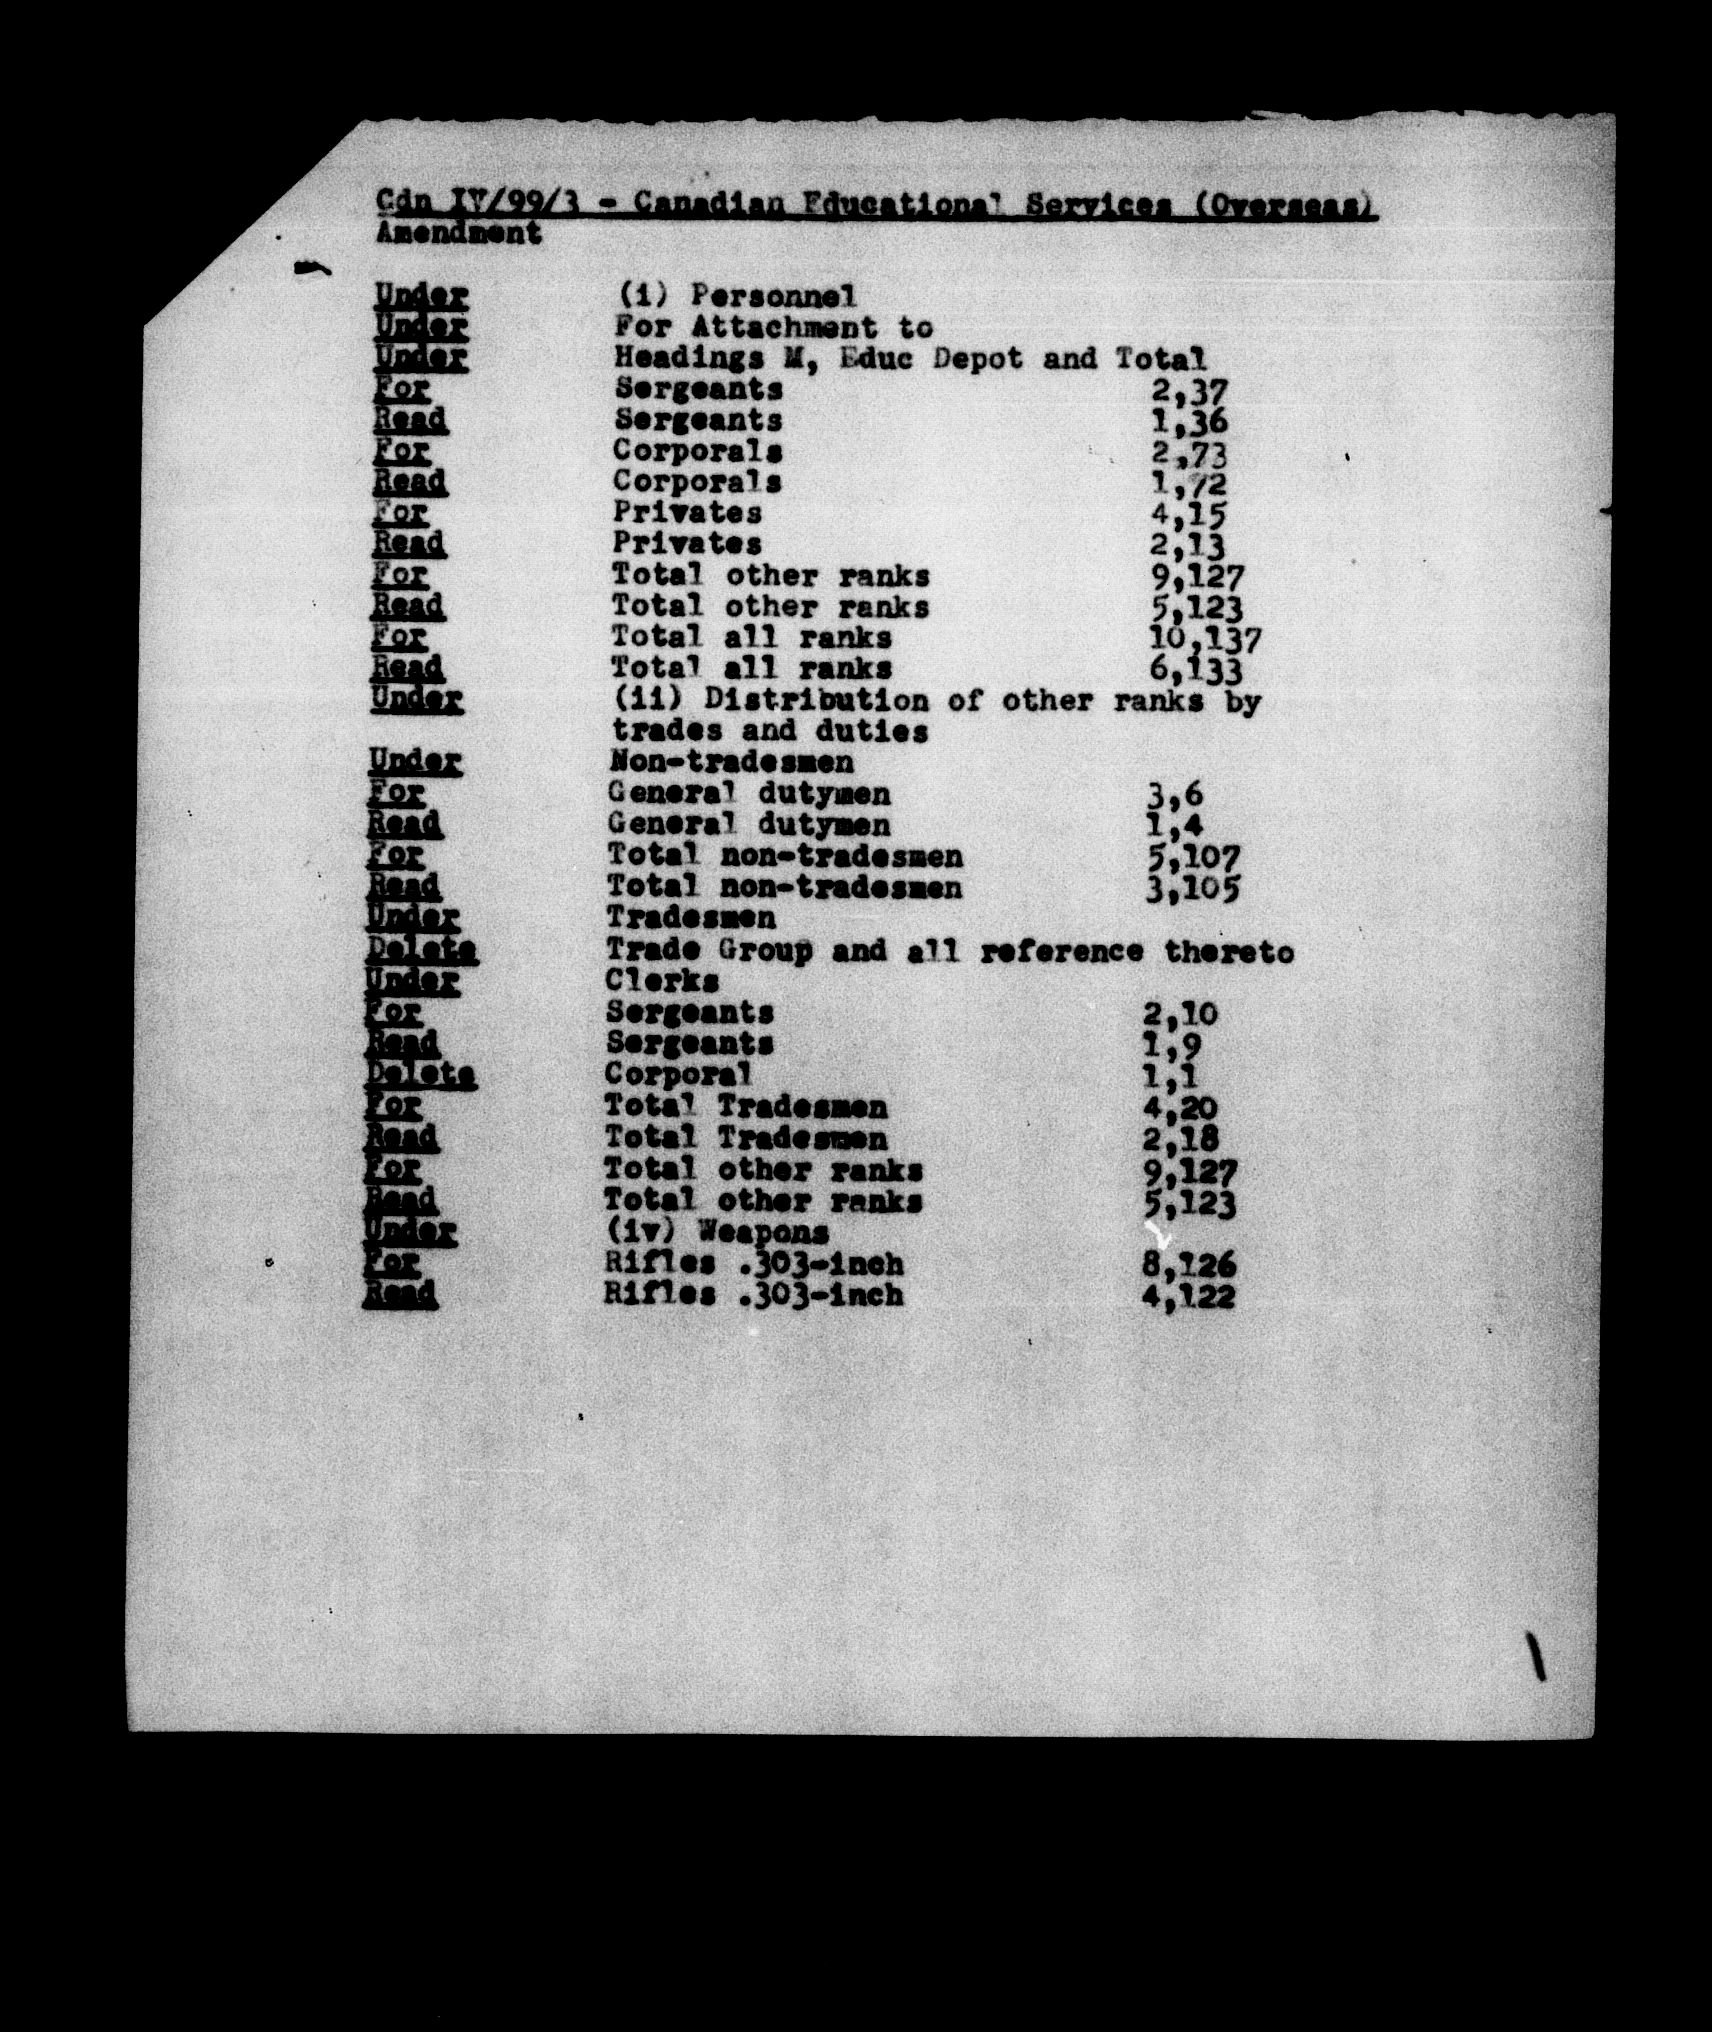 Cdn IV/99/3 - Canadian Educational Services (Overseas)
Amendment
Under (i) Personnel
Under For Attachment to
Under Headings M, Educ Depot and Total
For Sergeants 2,37
Read Sergeants 1,36
For Corporals 2,73
Read Corporals 1,72
For Privates 4,15
Read Privates 2,13
For Total other ranks 9,127
Read Total other ranks 5,123
For Total all ranks 10,137
Read Total all ranks 6,133
Under (ii) Distribution of other ranks by
trades and duties
Under Non-tradesmen
For General dutymen 3,6
Read General dutymen 1,4
For Total non-tradesmen 5,107
Read Total non-tradesmen 3,105
Under Tradesmen
Delete Trade Group and all reference thereto
Under Clerks
For Sergeants 2,10
Read Sergeants 1,9
Delete Corporal 1,1
For Total Tradesmen 4,20
Read Total Tradesmen 2,18
For Total other ranks 9,127
Read Total other ranks 5,123
Under (iv) Weapons
For Rifles .303-inch 8,126
Read Rifles .303-inch 4,122